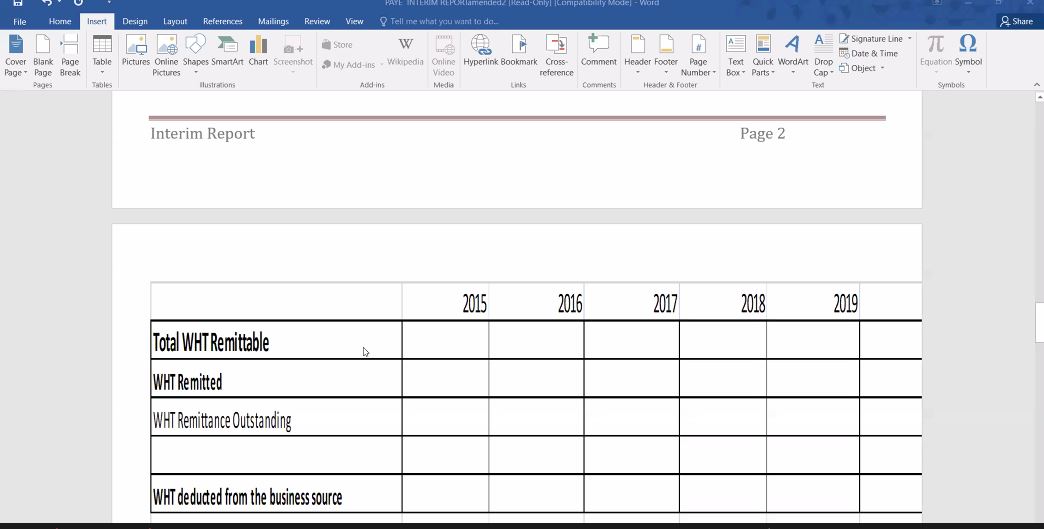 PAYE INTERIM REPORTamended2 [Read-Only] [Compatibility Mode] - Word
File Home Insert Design Layout References Mailings Review View Tell me what you want to do... Share
Cover Page Blank Page Page Break
Table
Pictures Online Pictures Shapes SmartArt Chart Screenshot
Store
My Add-ins
Wikipedia
Online Video
Hyperlink Bookmark Cross-reference
Comment
Header Footer Page Number
Text Box Quick Parts WordArt Drop Cap
Signature Line
Date & Time
Object
Equation Symbol
Pages Tables Illustrations Add-ins Media Links Comments Header & Footer Text Symbols
Interim Report Page 2
2015 2016 2017 2018 2019
Total WHT Remittable
WHT Remitted
WHT Remittance Outstanding
WHT deducted from the business source